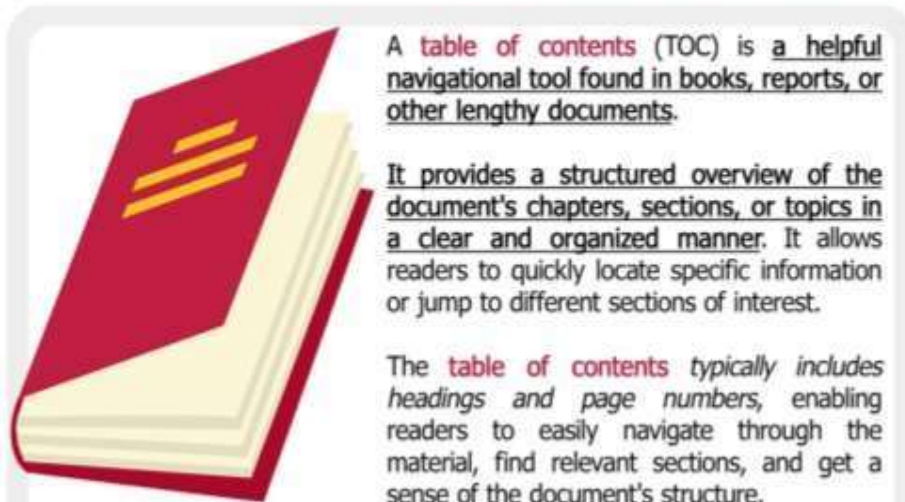 A table of contents (TOC) is a helpful
navigational tool found in books, reports, or
other lengthy documents.
It provides a structured overview of the
document's chapters, sections, or topics in
a clear and organized manner. It allows
readers to quickly locate specific information
or jump to different sections of interest.
The table of contents typically includes
headings and page numbers, enabling
readers to easily navigate through the
material, find relevant sections, and get a
sense of the document's structure.